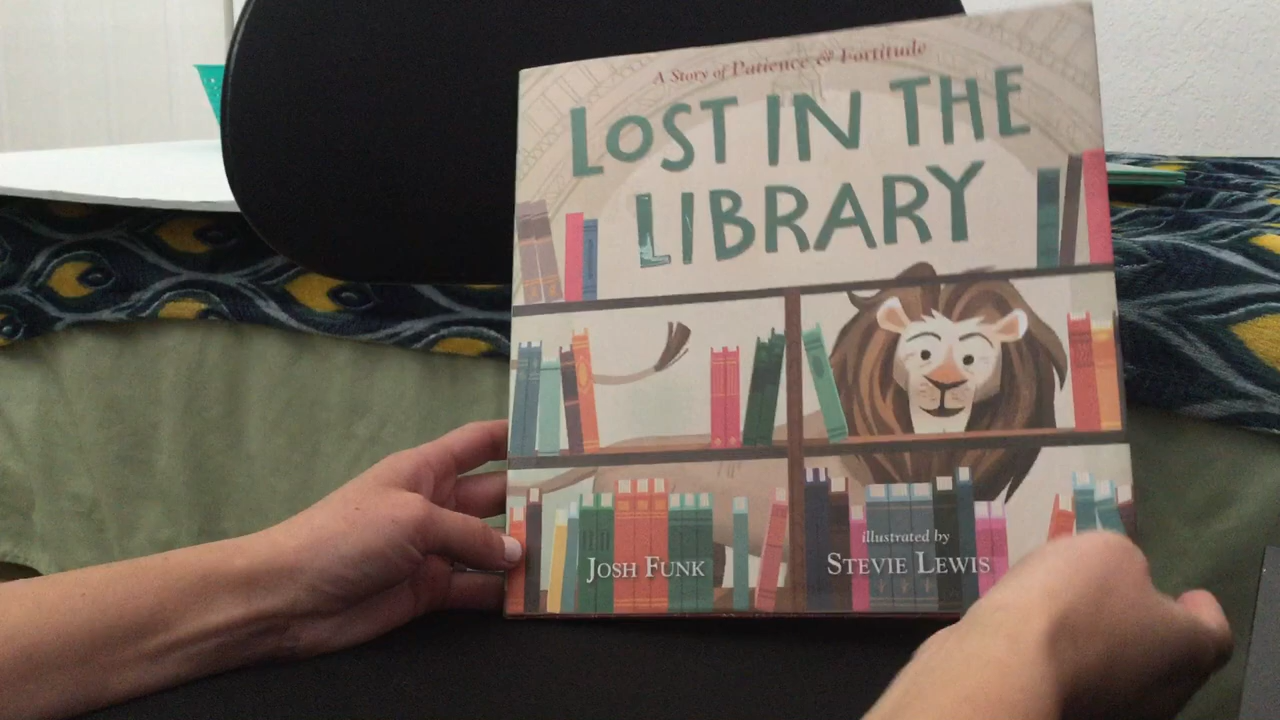 A Story of Patience & Fortitude
LOST IN THE
LIBRARY
illustrated by
JOSH FUNK
STEVIE LEWIS